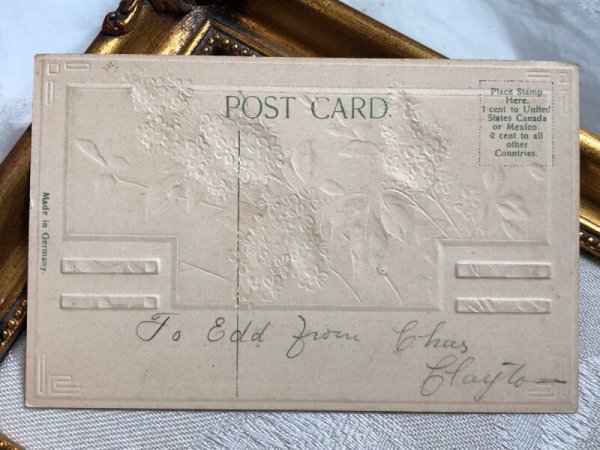 POST CARD.
Place Stamp
Here.
1 cent to United
States Canada
or Mexico.
2 cent to all
other
Countries.
Made in Germany.
To Edd from Chas
Clayton